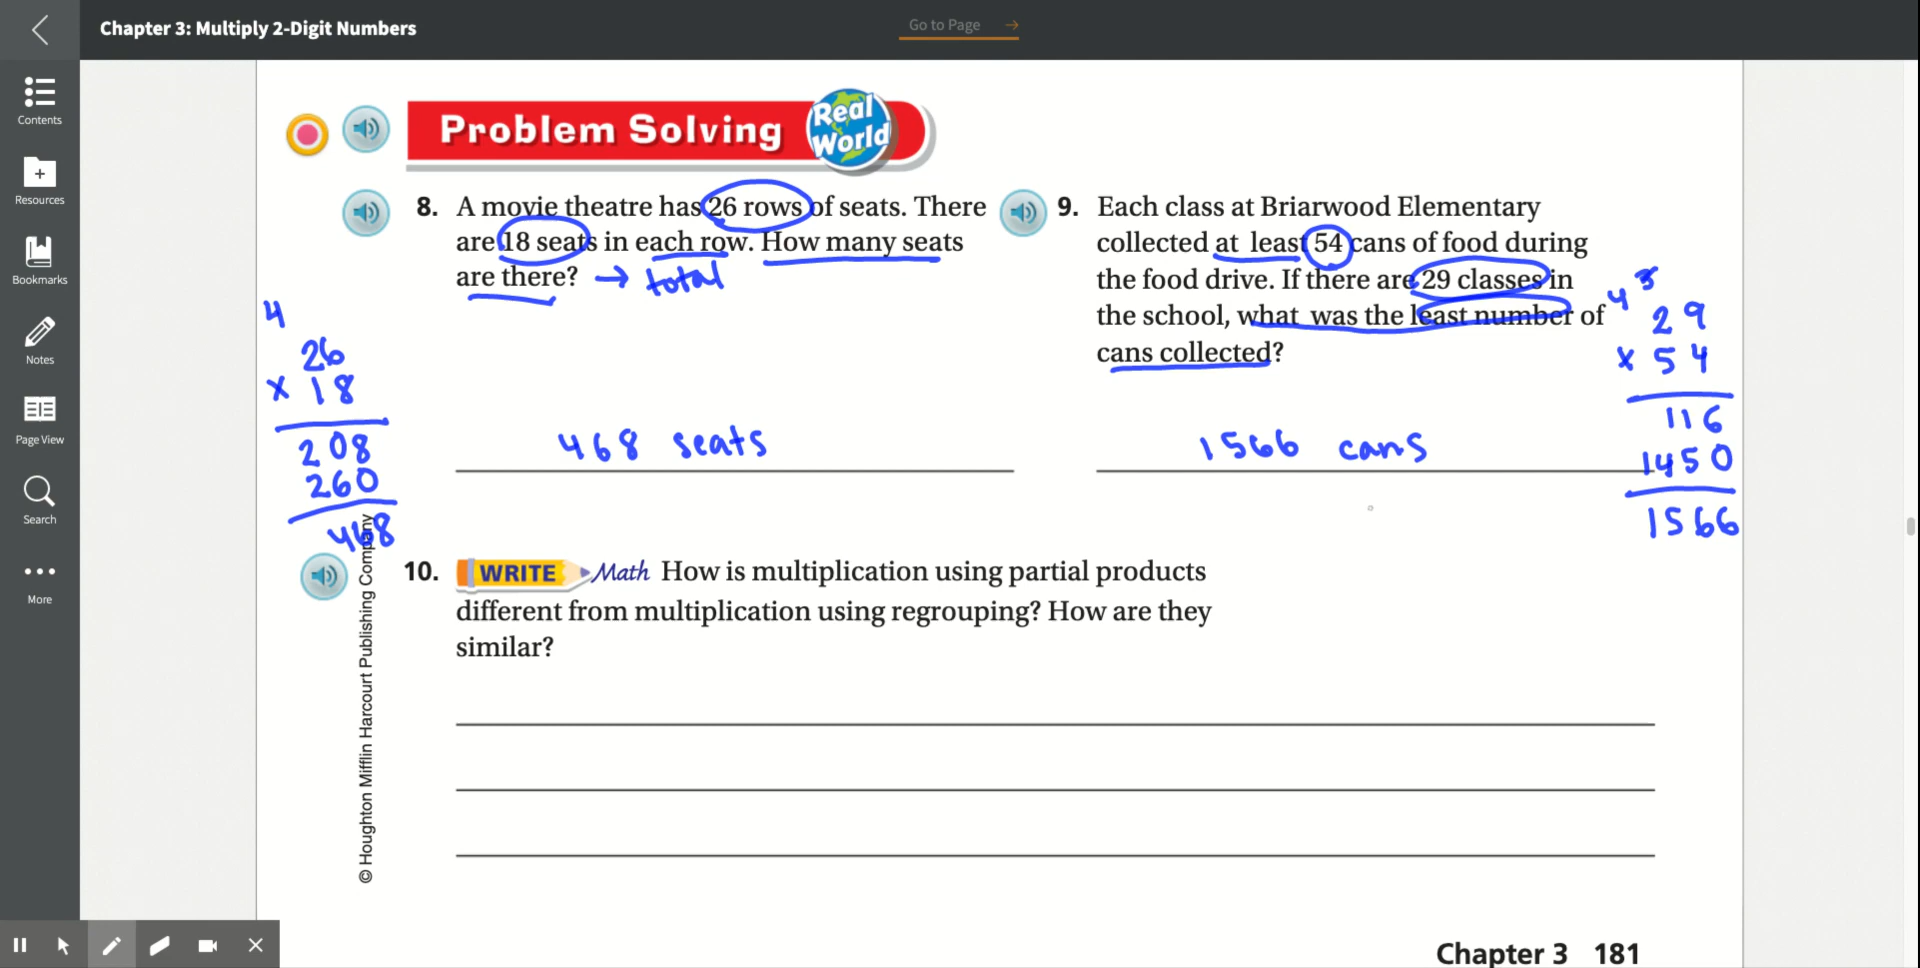 Chapter 3: Multiply 2-Digit Numbers
Go to Page →
Contents
Resources
Bookmarks
Notes
Page View
Search
More
Problem Solving Real World
8. A movie theatre has 26 rows of seats. There
are 18 seats in each row. How many seats
are there? → total
4
26
x 18
208
260
468
468 seats
9. Each class at Briarwood Elementary
collected at least 54 cans of food during
the food drive. If there are 29 classes in
the school, what was the least number of
cans collected?
4 3
29
x 54
116
1450
1566
1566 cans
10. WRITE Math How is multiplication using partial products
different from multiplication using regrouping? How are they
similar?
© Houghton Mifflin Harcourt Publishing Company
Chapter 3 181